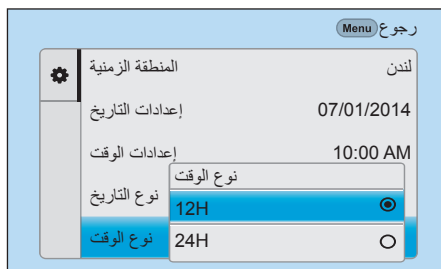 رجوع Menu
المنطقة الزمنية لندن
إعدادات التاريخ 07/01/2014
إعدادات الوقت 10:00 AM
نوع التاريخ
نوع الوقت
نوع الوقت
12H
24H